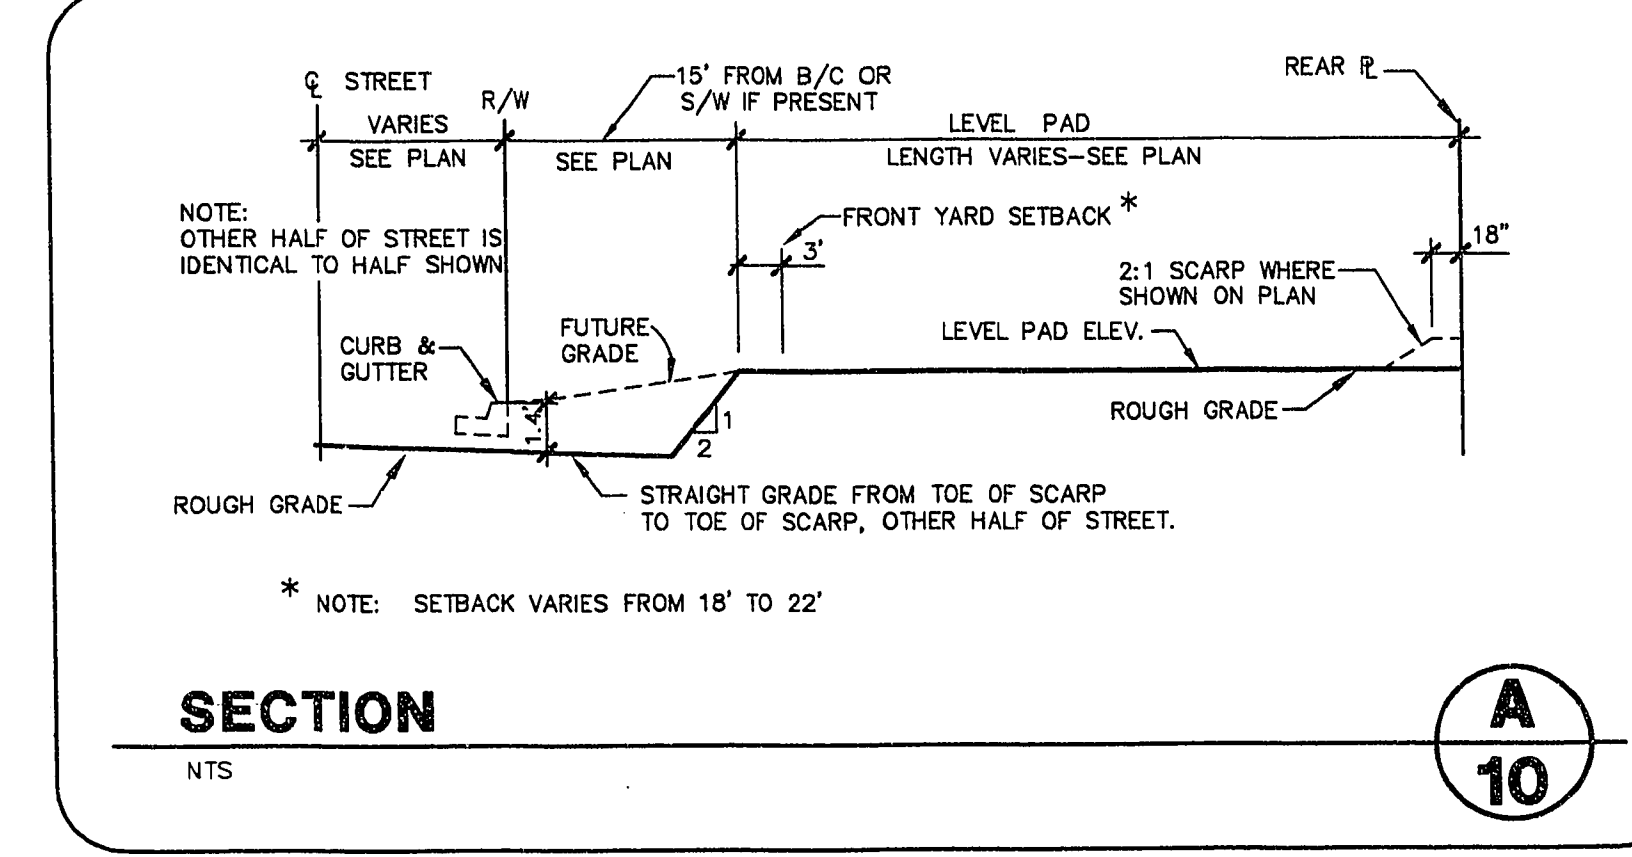 ℄ STREET
R/W
15' FROM B/C OR
S/W IF PRESENT
REAR ⅊
VARIES
SEE PLAN
SEE PLAN
LEVEL PAD
LENGTH VARIES-SEE PLAN
NOTE:
OTHER HALF OF STREET IS
IDENTICAL TO HALF SHOWN
FRONT YARD SETBACK *
3'
18"
2:1 SCARP WHERE
SHOWN ON PLAN
FUTURE
GRADE
LEVEL PAD ELEV.
CURB &
GUTTER
1.4'
1
2
ROUGH GRADE
ROUGH GRADE
STRAIGHT GRADE FROM TOE OF SCARP
TO TOE OF SCARP, OTHER HALF OF STREET.
* NOTE: SETBACK VARIES FROM 18' TO 22'
SECTION
NTS
A
10